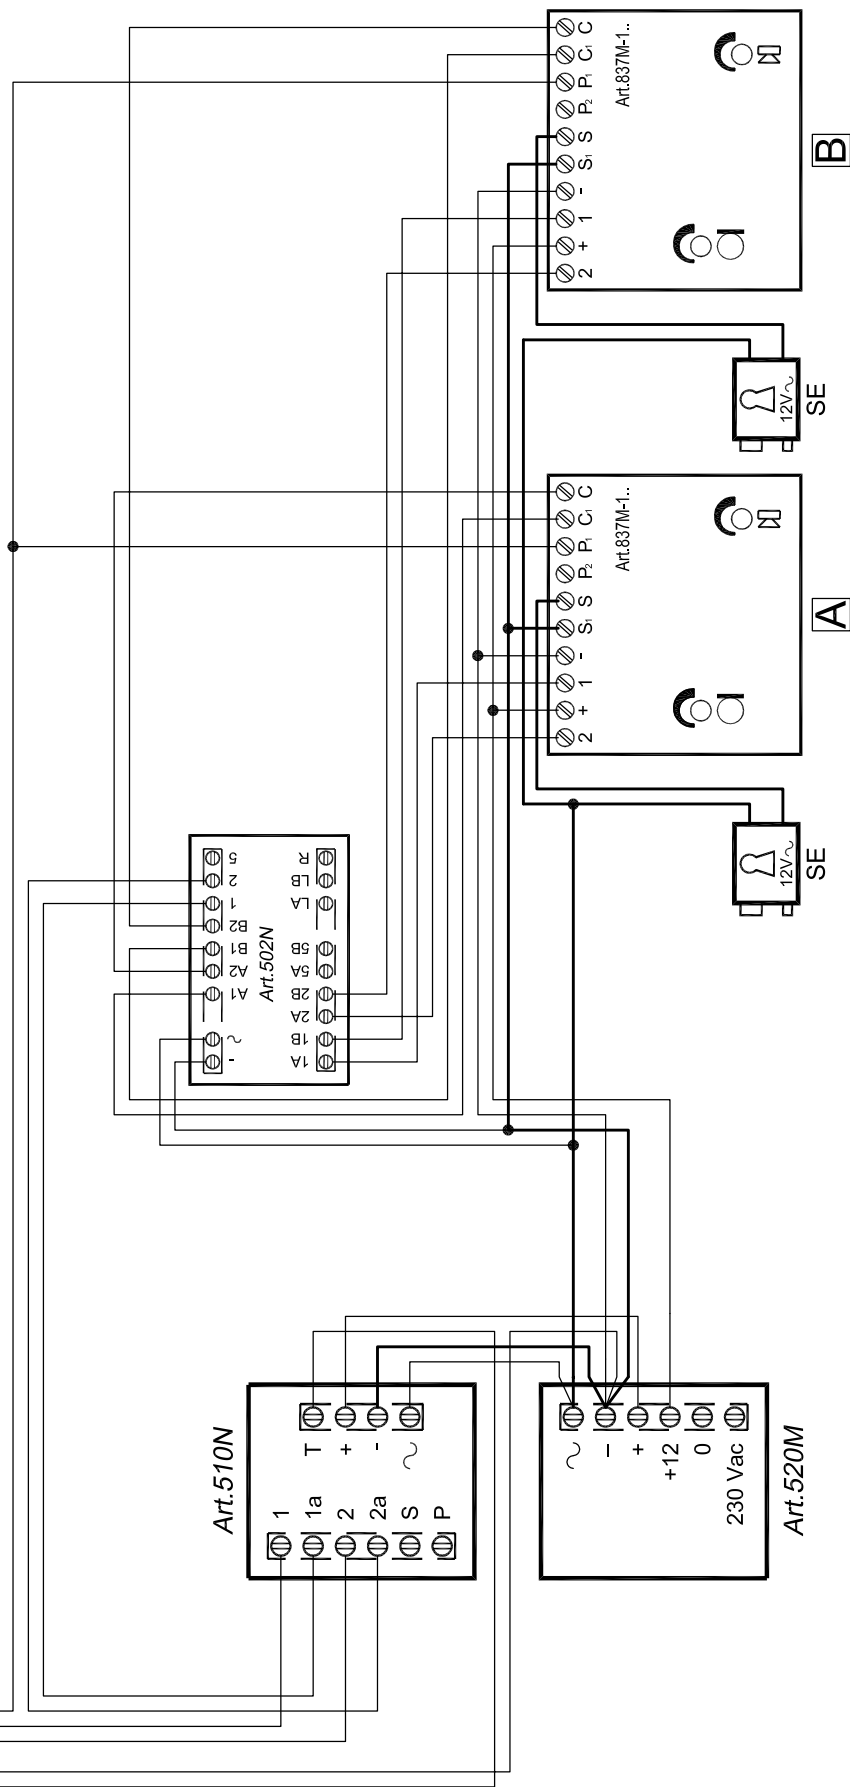 C
C1
P1
P2
S
S1
-
1
+
2
Art.837M-1..
B
12V~
SE
C
C1
P1
P2
S
S1
-
1
+
2
Art.837M-1..
A
12V~
SE
5
2
1
B2
B1
A2
A1
~
-
Art.502N
R
LB
LA
5B
5A
2B
2A
1B
1A
Art.510N
T
+
-
~
1
1a
2
2a
S
P
~
-
+
+12
0
230 Vac
Art.520M